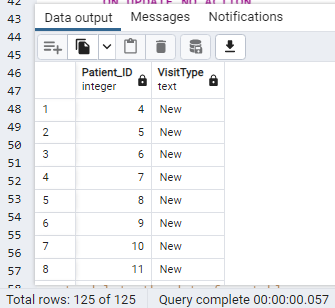 42
ON UPDATE NO ACTION
43
Data output Messages Notifications
44
45
46
Patient_ID integer VisitType text
47
48 1 4 New
49
2 5 New
50
51 3 6 New
52 4 7 New
53
5 8 New
54
55 6 9 New
56 7 10 New
57
58 8 11 New
Total rows: 125 of 125 Query complete 00:00:00.057